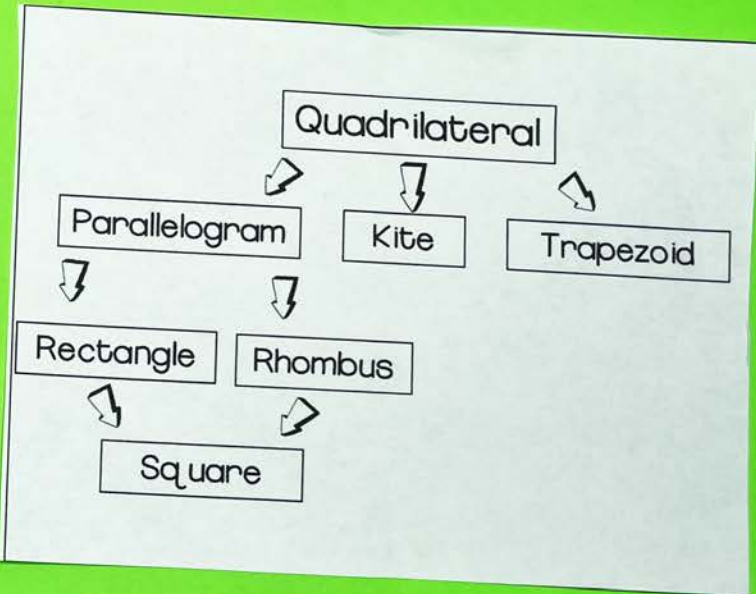 Quadrilateral
Parallelogram
Kite
Trapezoid
Rectangle
Rhombus
Square